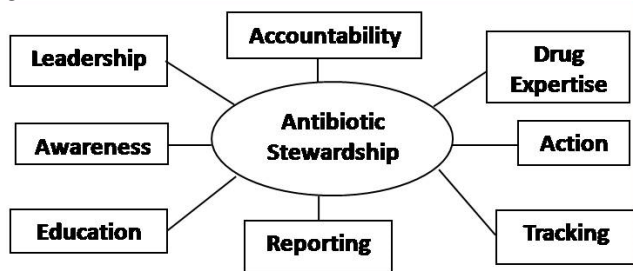 Accountability
Leadership
Drug
Expertise
Antibiotic
Stewardship
Awareness
Action
Education
Reporting
Tracking